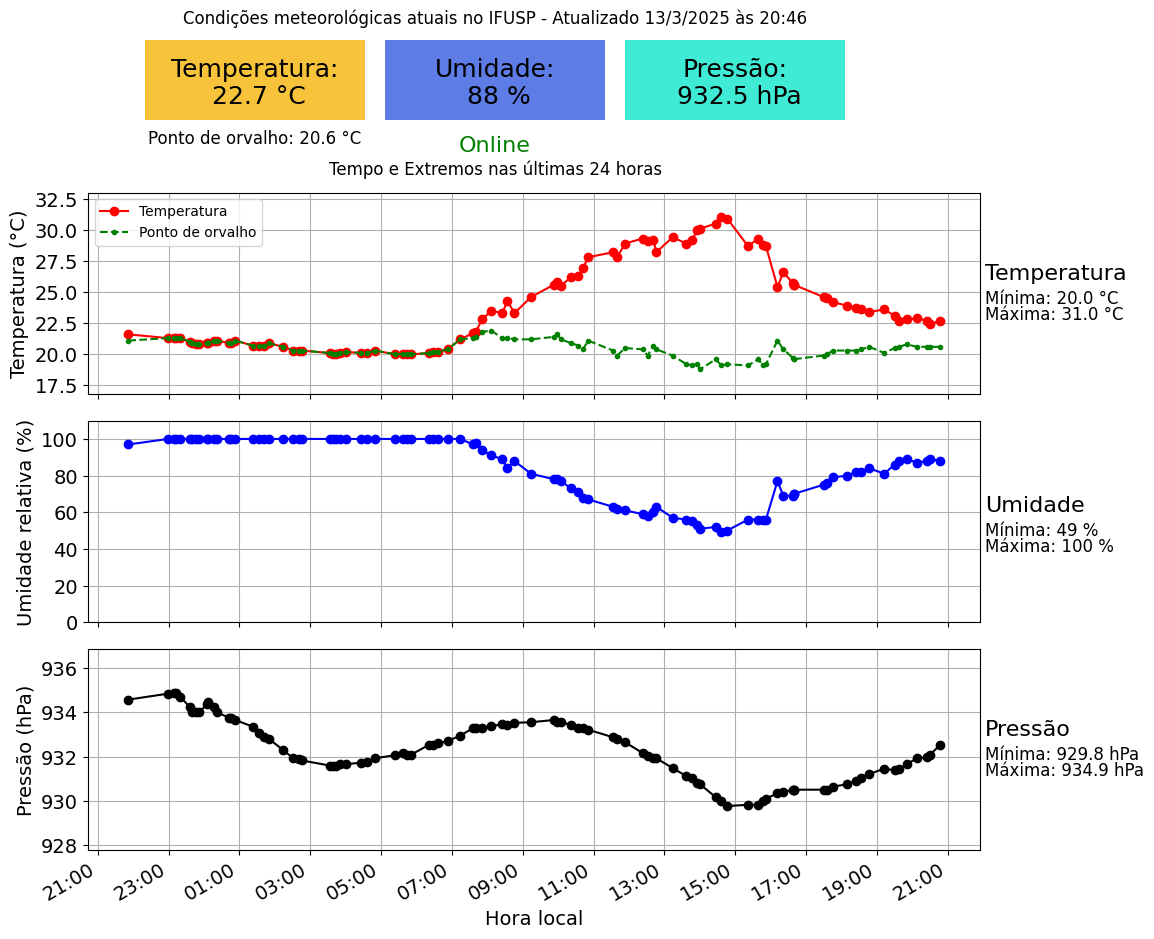 Condições meteorológicas atuais no IFUSP - Atualizado 13/3/2025 às 20:46
Temperatura:
22.7 °C
Umidade:
88 %
Pressão:
932.5 hPa
Ponto de orvalho: 20.6 °C
Online
Tempo e Extremos nas últimas 24 horas
Temperatura (°C)
32.5
30.0
27.5
25.0
22.5
20.0
17.5
Temperatura
Ponto de orvalho
Temperatura
Mínima: 20.0 °C
Máxima: 31.0 °C
Umidade relativa (%)
100
80
60
40
20
0
Umidade
Mínima: 49 %
Máxima: 100 %
Pressão (hPa)
936
934
932
930
928
Pressão
Mínima: 929.8 hPa
Máxima: 934.9 hPa
21:00 23:00 01:00 03:00 05:00 07:00 09:00 11:00 13:00 15:00 17:00 19:00 21:00
Hora local